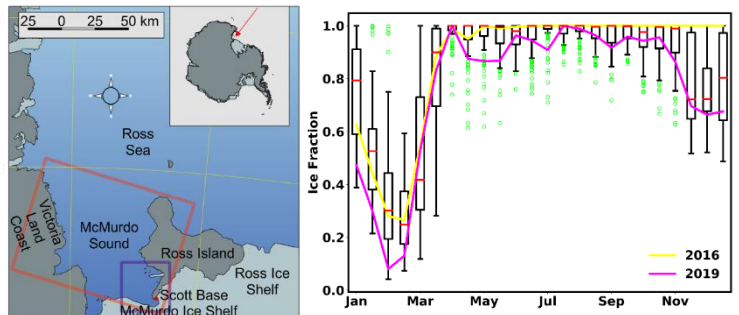 25 0 25 50 km
Ross
Sea
D
Victoria
Land
Coast
McMurdo
Sound
Ross Island
Ross Ice
Shelf
Scott Base
McMurdo Ice Shelf
Ice Fraction
1.0
0.8
0.6
0.4
0.2
0.0
Jan Mar May Jul Sep Nov
2016
2019